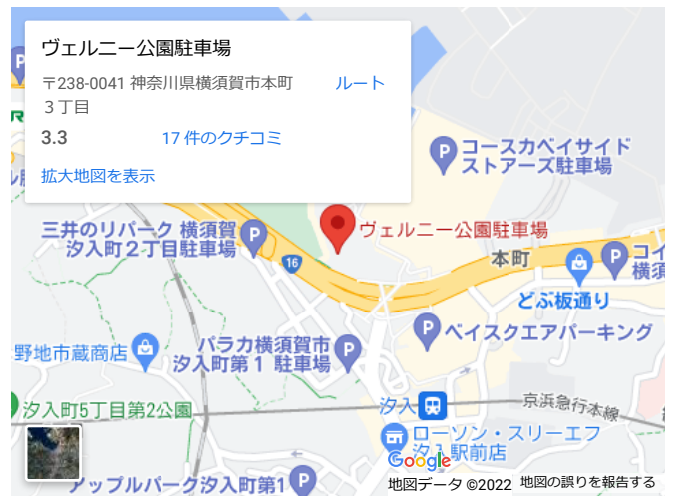 ヴェルニー公園駐車場
〒238-0041 神奈川県横須賀市本町
３丁目
ルート
3.3
17 件のクチコミ
拡大地図を表示
P
コースカベイサイド
ストアーズ駐車場
P
三井のリパーク 横須賀
汐入町２丁目駐車場
P
ヴェルニー公園駐車場
16
本町
P
コイ
横須
どぶ板通り
P
ベイスクエアパーキング
野地市蔵商店
パラカ横須賀市
汐入町第１ 駐車場
P
汐入町5丁目第2公園
汐入
京浜急行本線
ローソン・スリーエフ
汐入駅前店
アップルパーク汐入町第1
P
Google
地図データ ©2022
地図の誤りを報告する